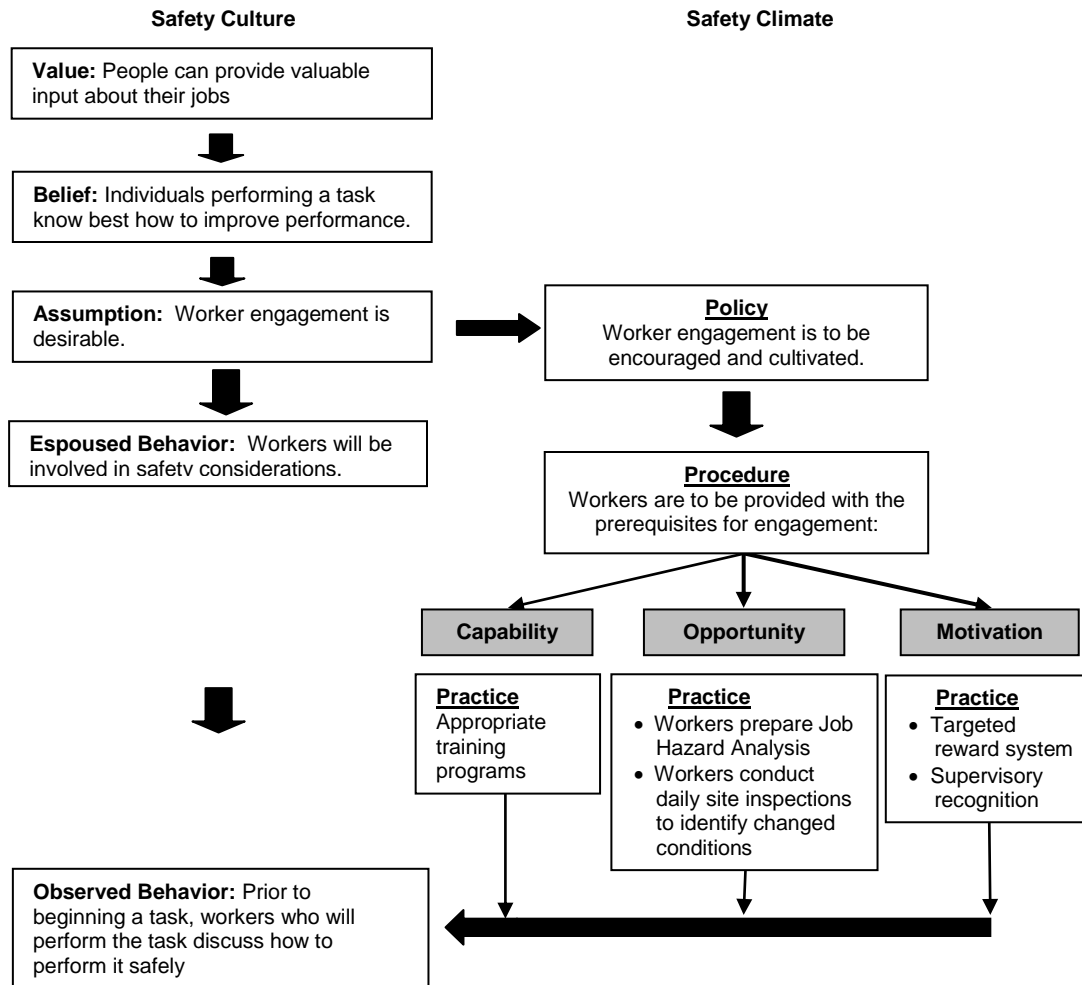 Safety Culture
Safety Climate
Value: People can provide valuable
input about their jobs
Belief: Individuals performing a task
know best how to improve performance.
Assumption: Worker engagement is
desirable.
Policy
Worker engagement is to be
encouraged and cultivated.
Espoused Behavior: Workers will be
involved in safety considerations.
Procedure
Workers are to be provided with the
prerequisites for engagement:
Capability
Opportunity
Motivation
Practice
Appropriate
training
programs
Practice
• Workers prepare Job
Hazard Analysis
• Workers conduct
daily site inspections
to identify changed
conditions
Practice
• Targeted
reward system
• Supervisory
recognition
Observed Behavior: Prior to
beginning a task, workers who will
perform the task discuss how to
perform it safely